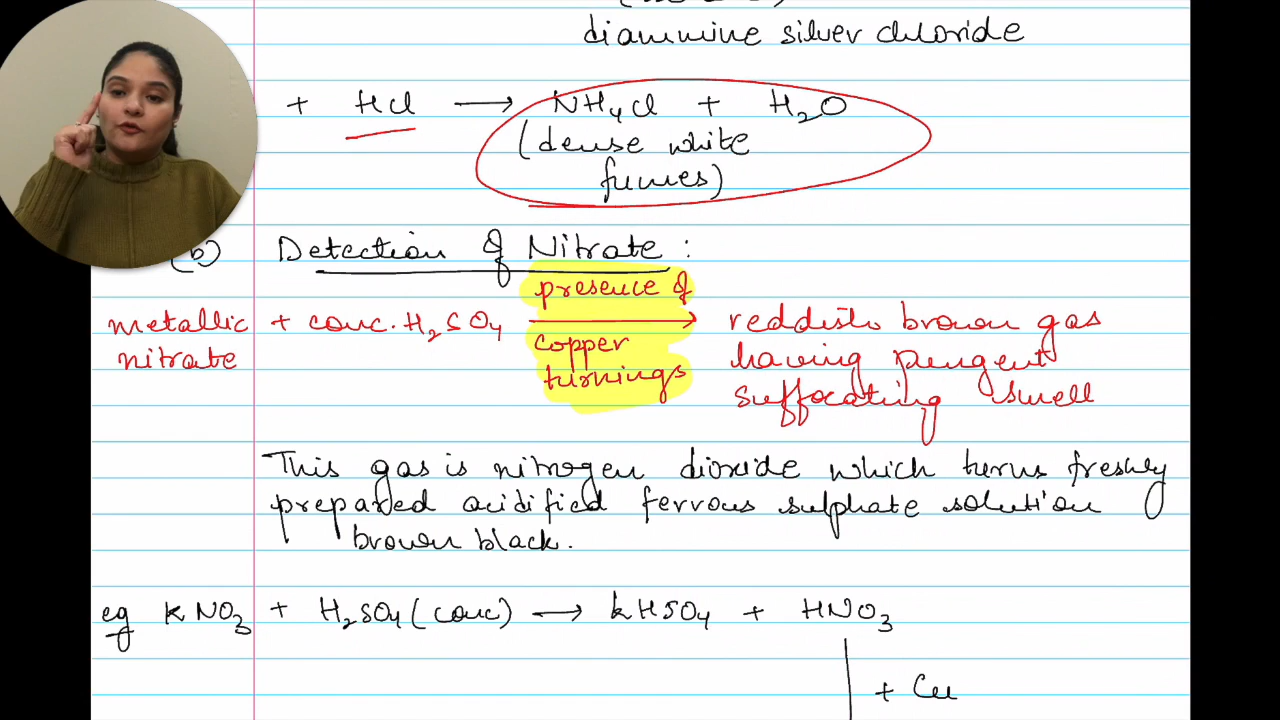 diammine silver chloride
+ HCl ⟶ NH₄Cl + H₂O
(dense white
fumes)
(b) Detection of Nitrate :
presence of
metallic + conc. H₂SO₄ ⟶ reddish brown gas
nitrate copper having pungent
turnings suffocating smell
This gas is nitrogen dioxide which turns freshly
prepared acidified ferrous sulphate solution
brown black.
eg KNO₃ + H₂SO₄ (conc) ⟶ KHSO₄ + HNO₃
+ Cu